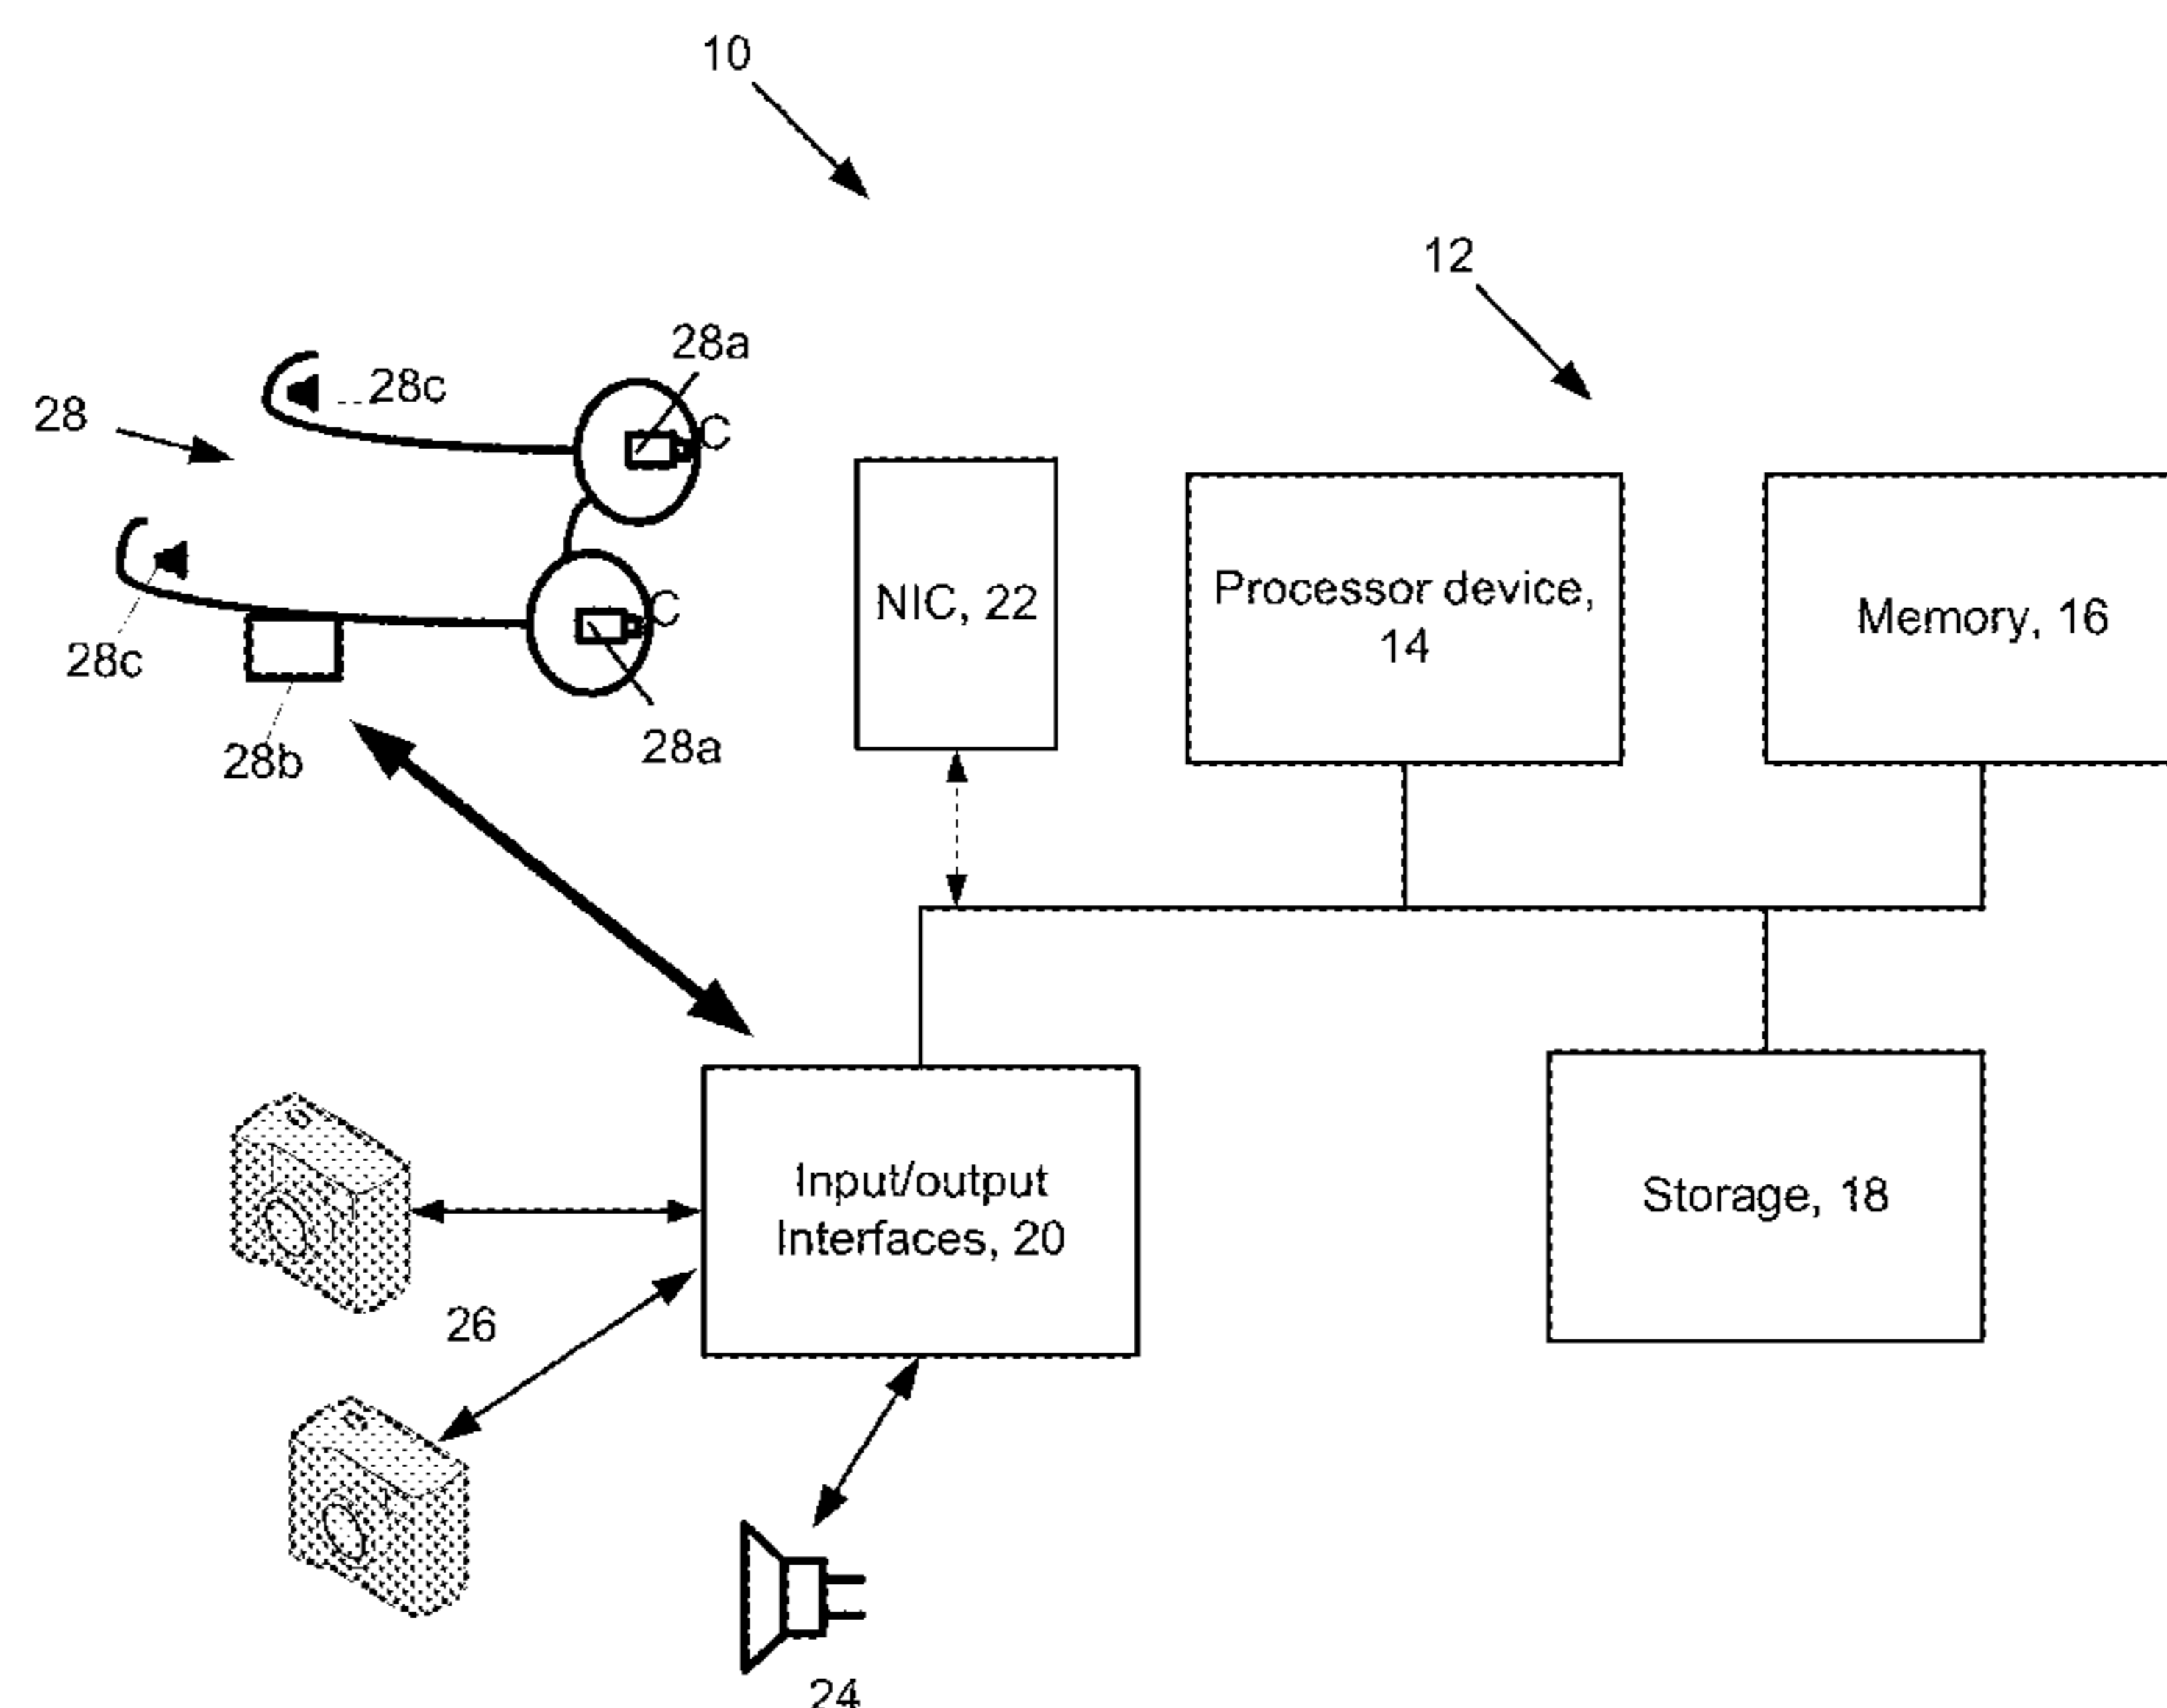 10
12
28a
28c
C
28
NIC, 22
Processor device,
14
Memory, 16
C
28c
28a
28b
Input/output
Interfaces, 20
Storage, 18
26
24